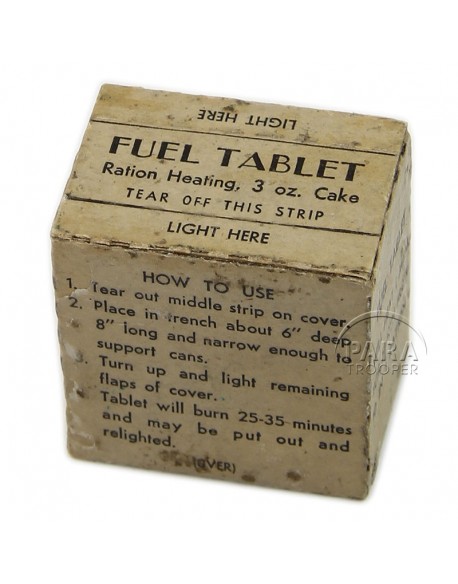 LIGHT HERE
FUEL TABLET
Ration Heating, 3 oz. Cake
TEAR OFF THIS STRIP
LIGHT HERE
HOW TO USE
1. Tear out middle strip on cover.
2. Place in trench about 6" deep
8" long and narrow enough to
support cans.
Turn up and light remaining
flaps of cover.
Tablet will burn 25-35 minutes
and may be put out and
relighted.
(OVER)
PARA
TROOPER